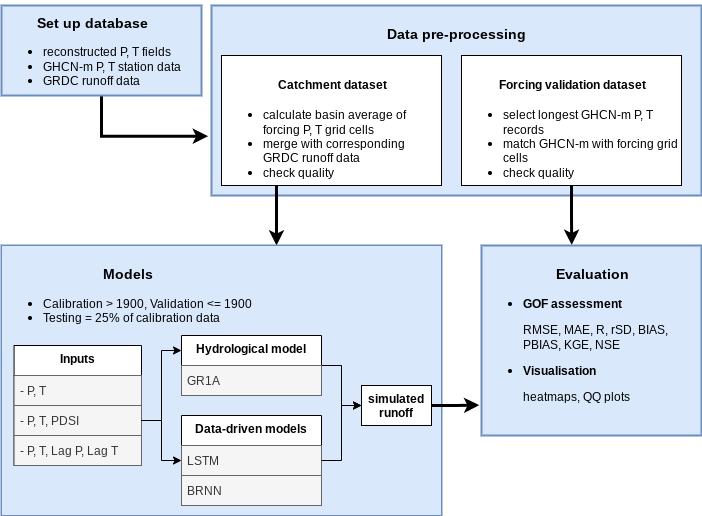 Set up database
• reconstructed P, T fields
• GHCN-m P, T station data
• GRDC runoff data
Data pre-processing
Catchment dataset
• calculate basin average of
forcing P, T grid cells
• merge with corresponding
GRDC runoff data
• check quality
Forcing validation dataset
• select longest GHCN-m P, T
records
• match GHCN-m with forcing grid
cells
• check quality
Models
• Calibration > 1900, Validation <= 1900
• Testing = 25% of calibration data
Inputs
- P, T
- P, T, PDSI
- P, T, Lag P, Lag T
Hydrological model
GR1A
Data-driven models
LSTM
BRNN
simulated
runoff
Evaluation
• GOF assessment
RMSE, MAE, R, rSD, BIAS,
PBIAS, KGE, NSE
• Visualisation
heatmaps, QQ plots